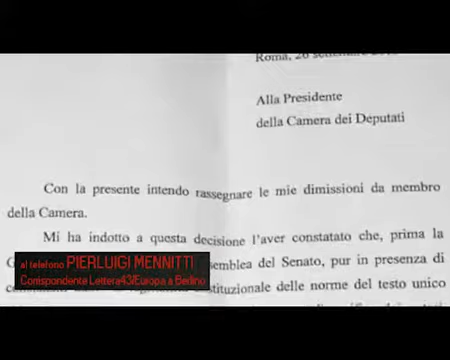 Roma, 26 settembre
Alla Presidente
della Camera dei Deputati
Con la presente intendo rassegnare le mie dimissioni da membro
della Camera.
Mi ha indotto a questa decisione l'aver constatato che, prima la
semblea del Senato, pur in presenza di
stituzionale delle norme del testo unico
al telefono PIERLUIGI MENNITTI
Corrispondente Lettera43/Europa a Berlino